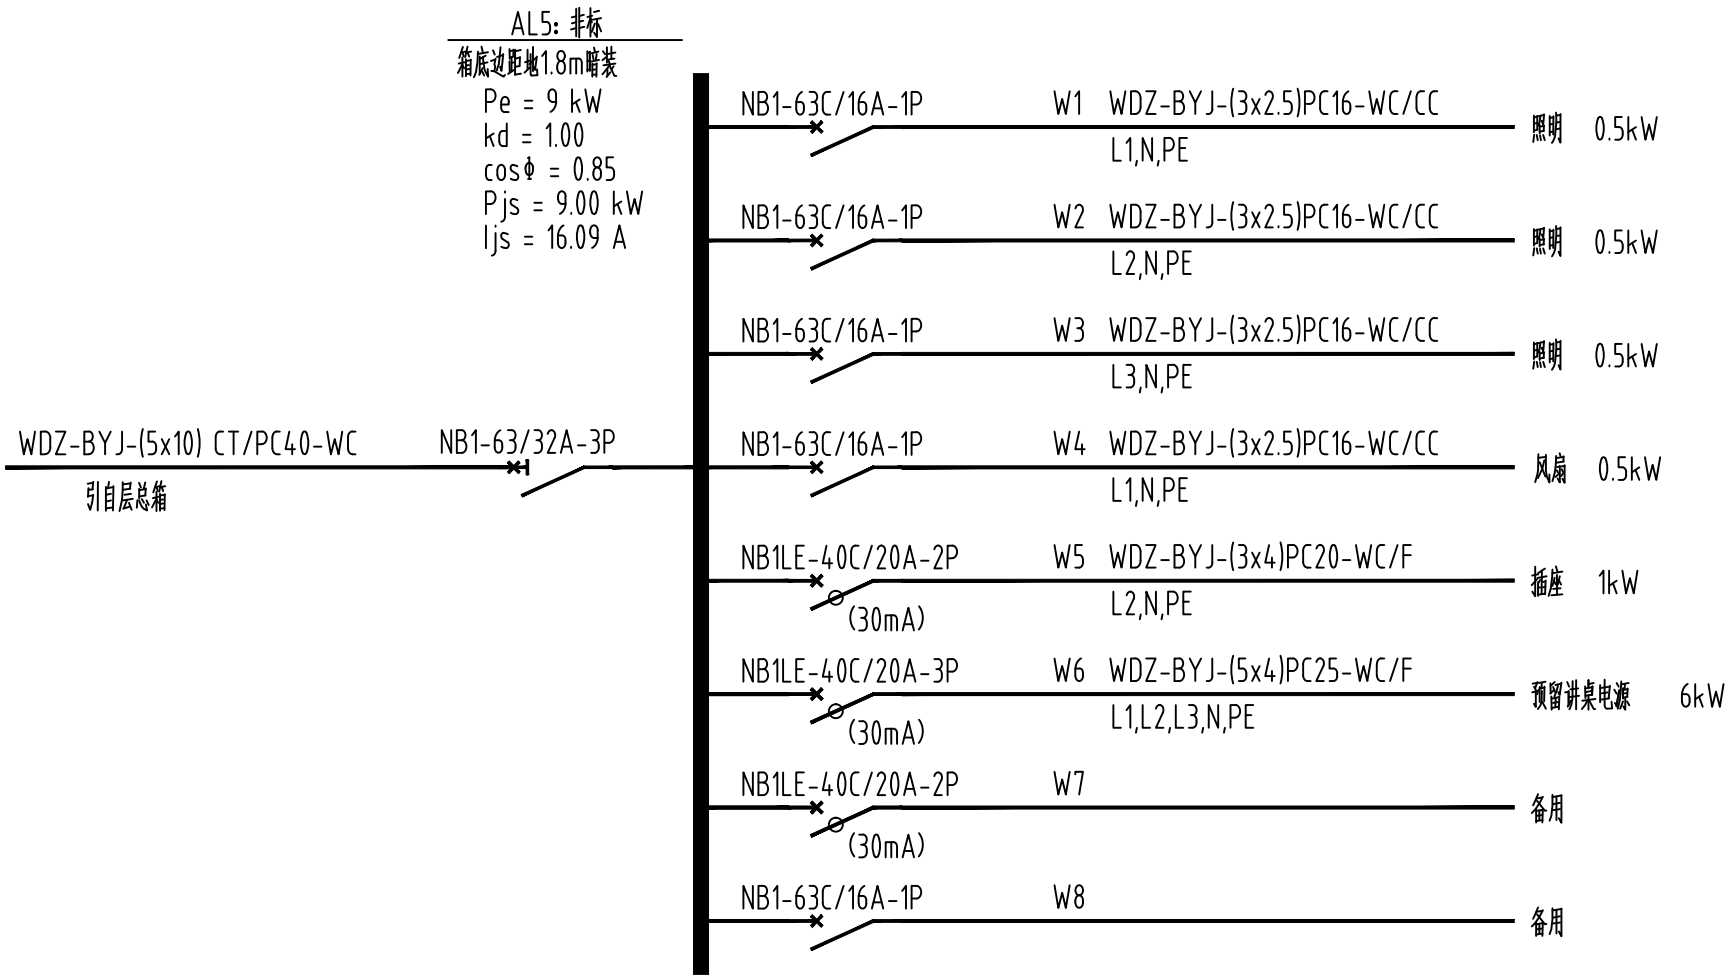 AL5: 非标
箱底边距地1.8m暗装
Pe = 9 kW
kd = 1.00
cosΦ = 0.85
Pjs = 9.00 kW
Ijs = 16.09 A
WDZ-BYJ-(5x10) CT/PC40-WC
NB1-63/32A-3P
引自层总箱
NB1-63C/16A-1P W1 WDZ-BYJ-(3x2.5)PC16-WC/CC
L1,N,PE
照明 0.5kW
NB1-63C/16A-1P W2 WDZ-BYJ-(3x2.5)PC16-WC/CC
L2,N,PE
照明 0.5kW
NB1-63C/16A-1P W3 WDZ-BYJ-(3x2.5)PC16-WC/CC
L3,N,PE
照明 0.5kW
NB1-63C/16A-1P W4 WDZ-BYJ-(3x2.5)PC16-WC/CC
L1,N,PE
风扇 0.5kW
NB1LE-40C/20A-2P W5 WDZ-BYJ-(3x4)PC20-WC/F
(30mA) L2,N,PE
插座 1kW
NB1LE-40C/20A-3P W6 WDZ-BYJ-(5x4)PC25-WC/F
(30mA) L1,L2,L3,N,PE
预留讲桌电源 6kW
NB1LE-40C/20A-2P W7
(30mA)
备用
NB1-63C/16A-1P W8
备用